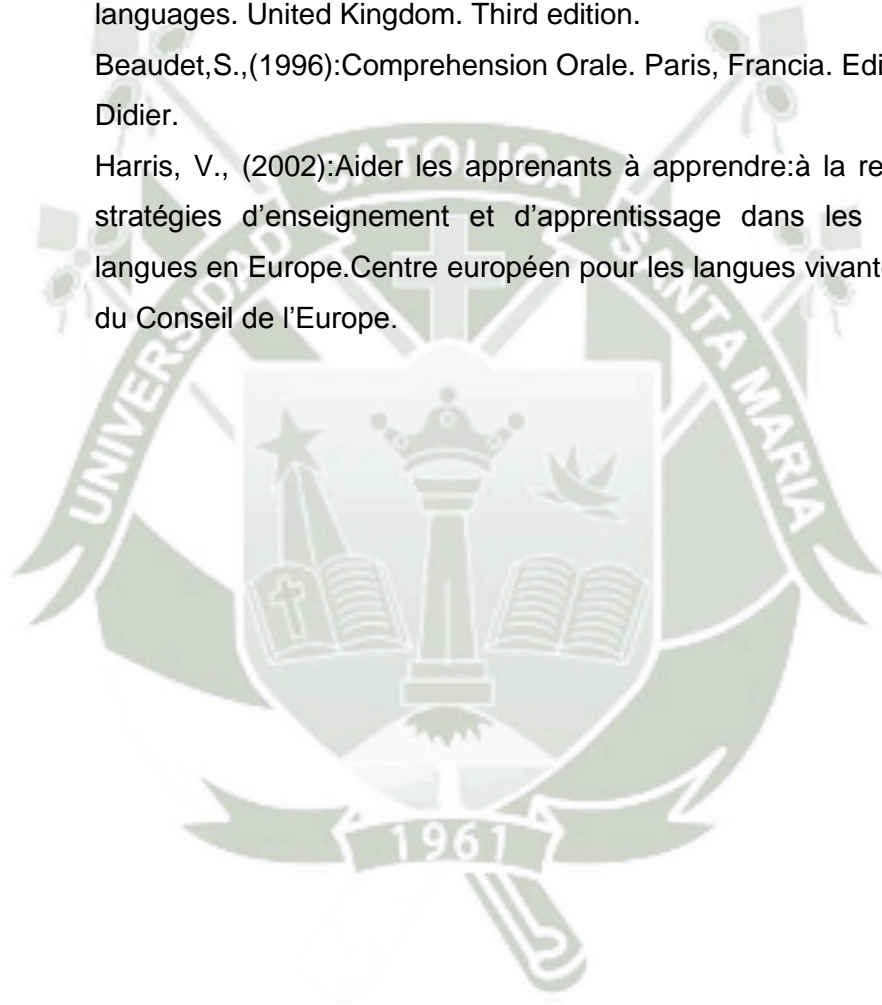 languages. United Kingdom. Third edition.
Beaudet,S.,(1996):Comprehension Orale. Paris, Francia. Edi
Didier.
Harris, V., (2002):Aider les apprenants à apprendre:à la re
stratégies d’enseignement et d’apprentissage dans les
langues en Europe.Centre européen pour les langues vivant
du Conseil de l’Europe.
UNIVERSIDAD CATOLICA SANTA MARIA
1961